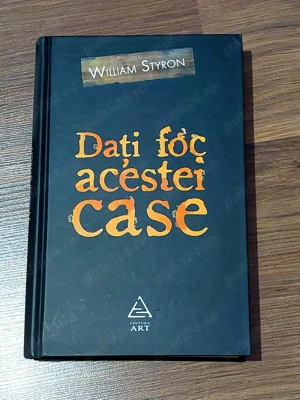 WILLIAM STYRON
Dați foc
acestei
case
EDITURA
ART